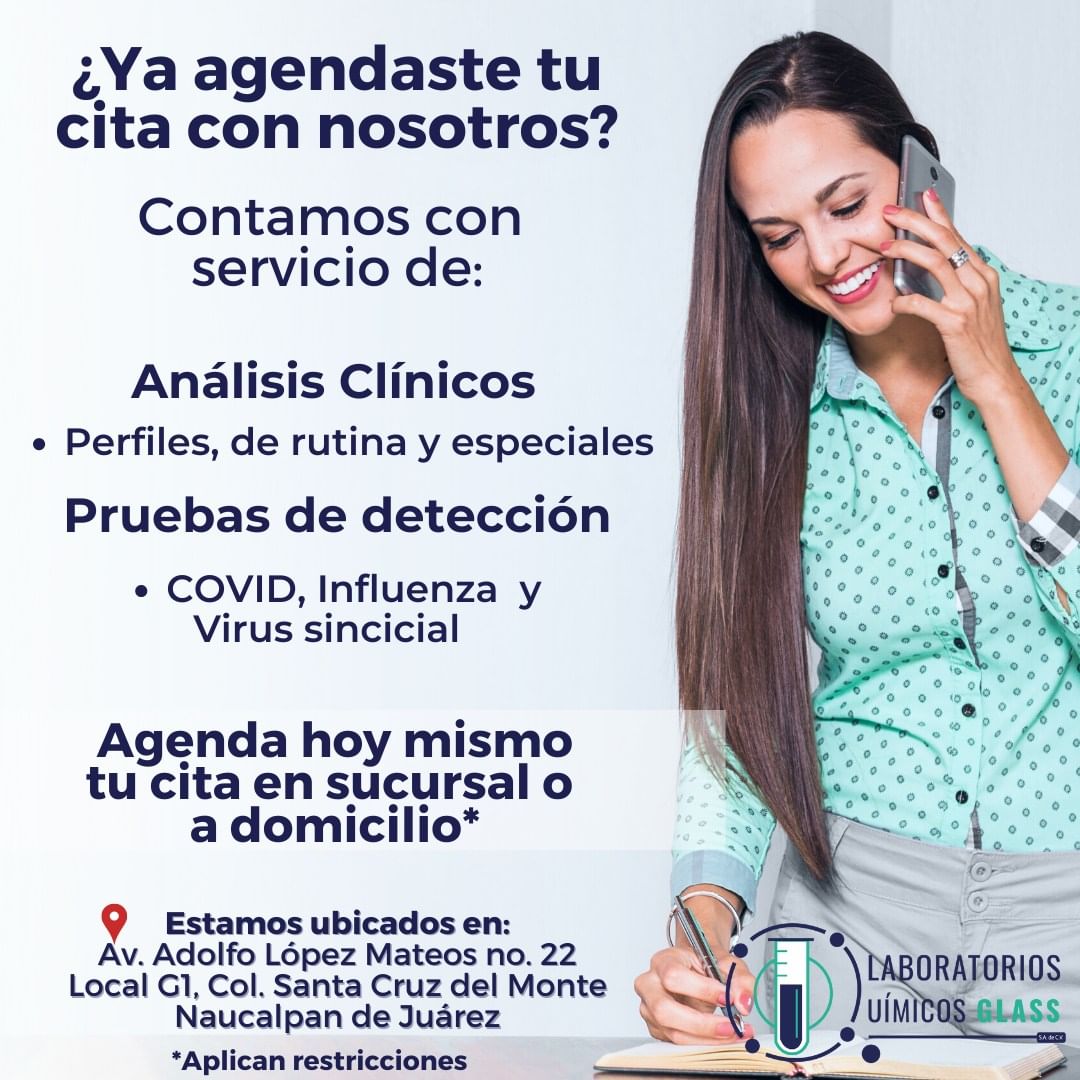 ¿Ya agendaste tu
cita con nosotros?
Contamos con
servicio de:
Análisis Clínicos
• Perfiles, de rutina y especiales
Pruebas de detección
• COVID, Influenza y
Virus sincicial
Agenda hoy mismo
tu cita en sucursal o
a domicilio*
Estamos ubicados en:
Av. Adolfo López Mateos no. 22
Local G1, Col. Santa Cruz del Monte
Naucalpan de Juárez
*Aplican restricciones
LABORATORIOS
UÍMICOS GLASS
S.A. de C.V.